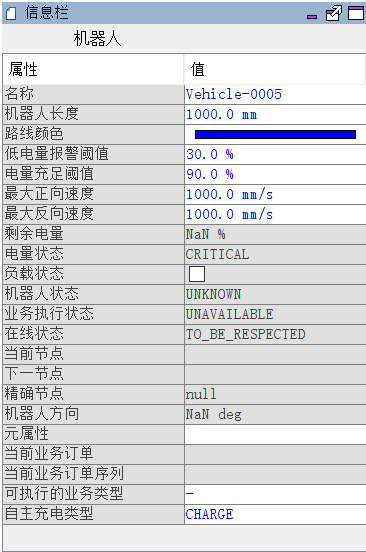 信息栏
机器人
属性 值
名称 Vehicle-0005
机器人长度 1000.0 mm
路线颜色
低电量报警阈值 30.0 %
电量充足阈值 90.0 %
最大正向速度 1000.0 mm/s
最大反向速度 1000.0 mm/s
剩余电量 NaN %
电量状态 CRITICAL
负载状态
机器人状态 UNKNOWN
业务执行状态 UNAVAILABLE
在线状态 TO_BE_RESPECTED
当前节点
下一节点
精确节点 null
机器人方向 NaN deg
元属性
当前业务订单
当前业务订单序列
可执行的业务类型 -
自主充电类型 CHARGE